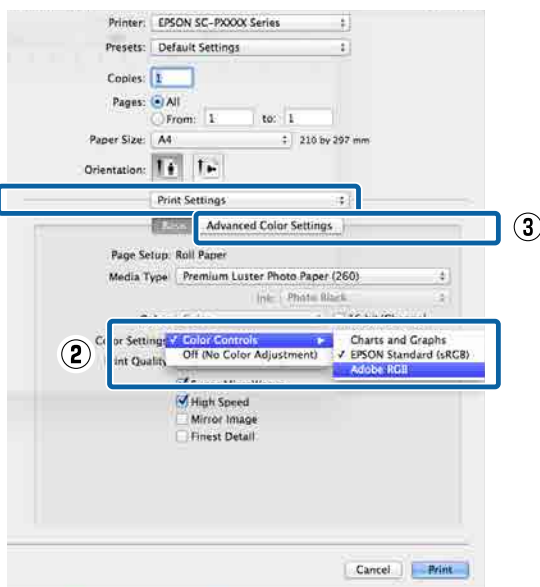 Printer: EPSON SC-PXXXX Series
Presets: Default Settings
Copies: 1
Pages: All
From: 1 to: 1
Paper Size: A4 210 by 297 mm
Orientation:
Print Settings
Advanced Color Settings
③
Page Setup: Roll Paper
Media Type Premium Luster Photo Paper (260)
Ink: Photo Black
Color Settings ✓ Color Controls ▶ Charts and Graphs
② Off (No Color Adjustment) ✓ EPSON Standard (sRGB)
int Quality Adobe RGB
High Speed
Mirror Image
Finest Detail
Cancel Print